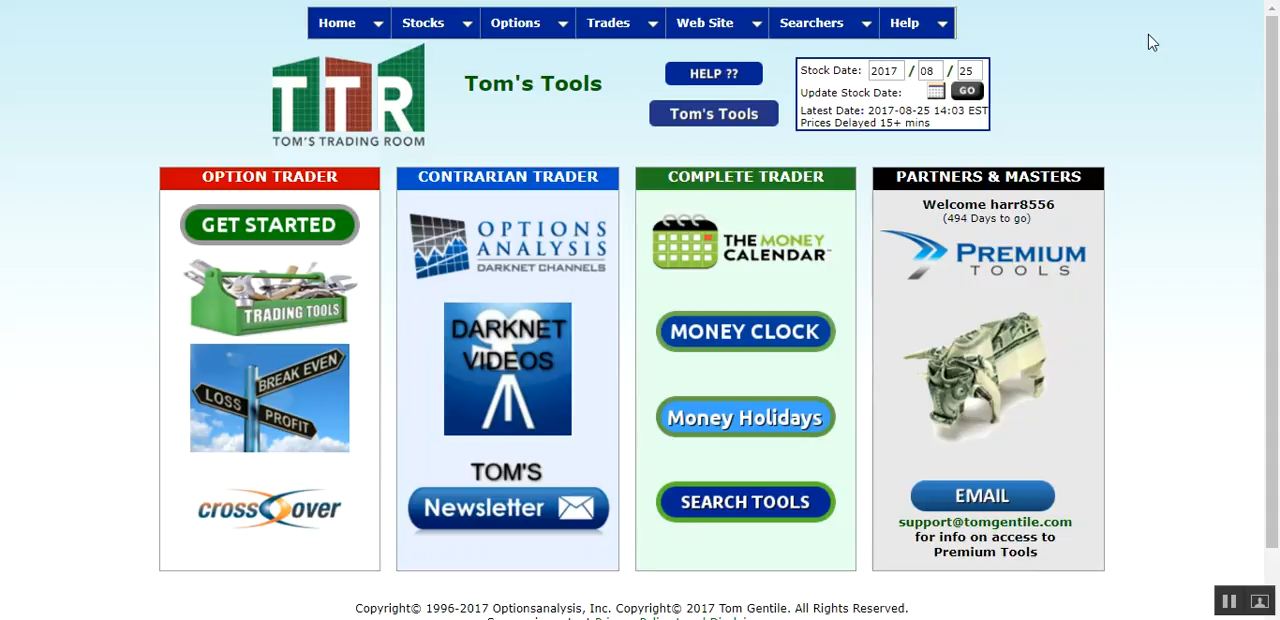 Home Stocks Options Trades Web Site Searchers Help
TTR
TOM'S TRADING ROOM
Tom's Tools
HELP ??
Tom's Tools
Stock Date: 2017 / 08 / 25
Update Stock Date: GO
Latest Date: 2017-08-25 14:03 EST
Prices Delayed 15+ mins
OPTION TRADER
GET STARTED
TRADING TOOLS
BREAK EVEN
LOSS
PROFIT
crossover
CONTRARIAN TRADER
OPTIONS
ANALYSIS
DARKNET CHANNELS
DARKNET
VIDEOS
TOM'S
Newsletter
COMPLETE TRADER
THE MONEY
CALENDAR
MONEY CLOCK
Money Holidays
SEARCH TOOLS
PARTNERS & MASTERS
Welcome harr8556
(494 Days to go)
PREMIUM
TOOLS
EMAIL
support@tomgentile.com
for info on access to
Premium Tools
Copyright© 1996-2017 Optionsanalysis, Inc. Copyright© 2017 Tom Gentile. All Rights Reserved.